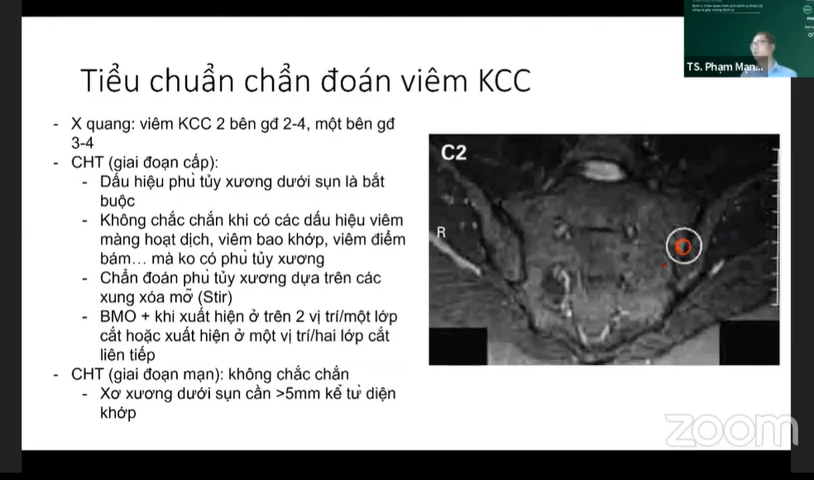 TS. Phạm Mạn...
Tiểu chuẩn chẩn đoán viêm KCC
- X quang: viêm KCC 2 bên gđ 2-4, một bên gđ
3-4
- CHT (giai đoạn cấp):
- Dấu hiệu phù tủy xương dưới sụn là bắt
buộc
- Không chắc chắn khi có các dấu hiệu viêm
màng hoạt dịch, viêm bao khớp, viêm điểm
bám... mà ko có phù tủy xương
- Chẩn đoán phù tủy xương dựa trên các
xung xóa mỡ (Stir)
- BMO + khi xuất hiện ở trên 2 vị trí/một lớp
cắt hoặc xuất hiện ở một vị trí/hai lớp cắt
liên tiếp
- CHT (giai đoạn mạn): không chắc chắn
- Xơ xương dưới sụn cần >5mm kể từ diện
khớp
C2
R
zoom